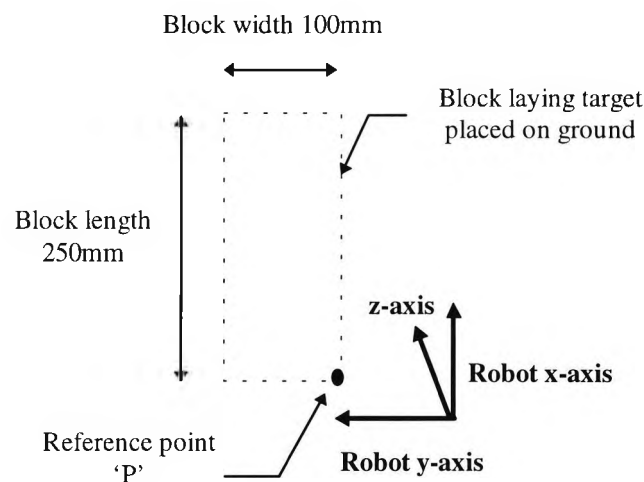 Block width 100mm
Block laying target
placed on ground
Block length
250mm
z-axis
Robot x-axis
Reference point
‘P’
Robot y-axis